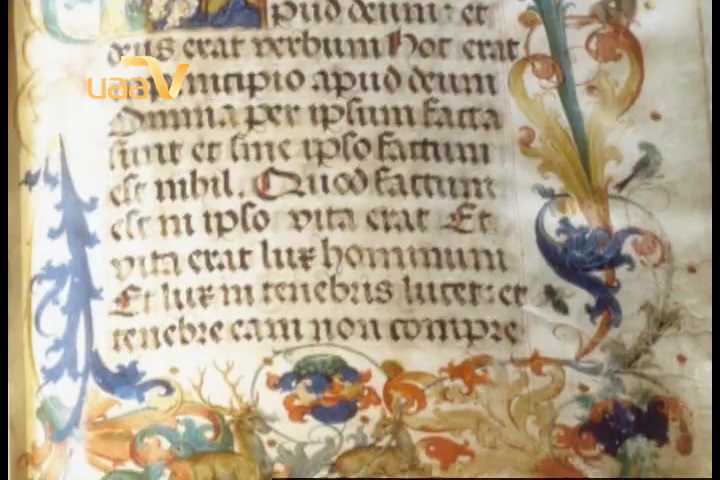 apud deum: et
deus erat verbum Hoc erat
in principio apud deum
Omnia per ipsum facta
sunt et sine ipso factum
est nihil. Quod factum
est in ipso vita erat Et
vita erat lux hominum
Et lux in tenebris lucet: et
tenebre eam non compre
uaaV